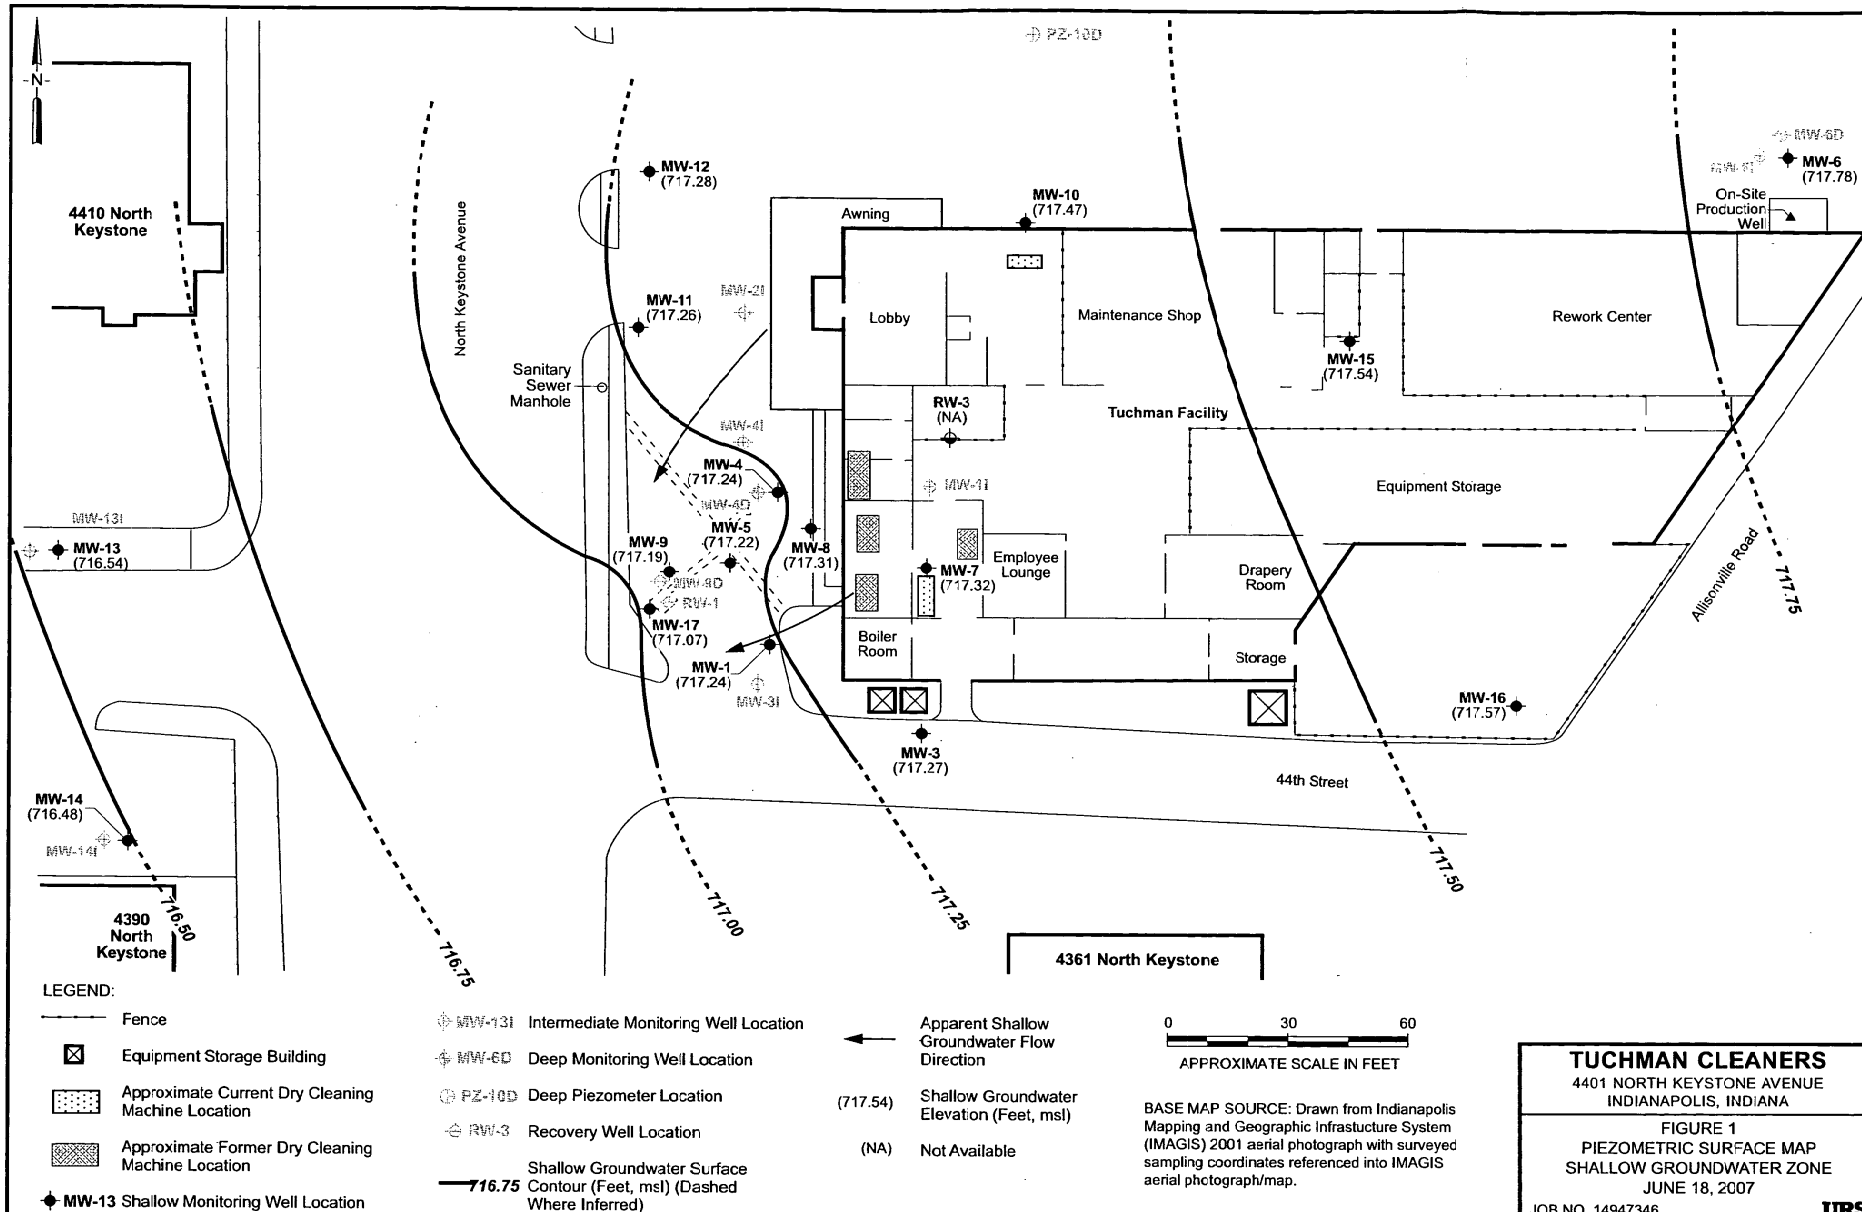 -N-
4410 North
Keystone
North Keystone Avenue
PZ-10D
MW-12
(717.28)
MW-10
(717.47)
MW-6D
MW-6I
MW-6
(717.78)
On-Site
Production
Well
Awning
MW-2I
MW-11
(717.26)
Lobby
Maintenance Shop
Rework Center
MW-15
(717.54)
Sanitary
Sewer
Manhole
RW-3
(NA)
Tuchman Facility
MW-4I
MW-4
(717.24)
MW-1I
Equipment Storage
MW-4D
MW-5
(717.22)
MW-13I
MW-13
(716.54)
MW-9
(717.19)
MW-8
(717.31)
MW-9D
RW-1
MW-7
(717.32)
Employee
Lounge
Drapery
Room
Allisonville Road
717.75
MW-17
(717.07)
MW-1
(717.24)
MW-3I
Boiler
Room
Storage
MW-16
(717.57)
MW-3
(717.27)
44th Street
MW-14
(716.48)
MW-14I
716.50
716.75
717.00
717.25
717.50
4390
North
Keystone
4361 North Keystone
LEGEND:
Fence
Equipment Storage Building
Approximate Current Dry Cleaning
Machine Location
Approximate Former Dry Cleaning
Machine Location
MW-13 Shallow Monitoring Well Location
MW-13I Intermediate Monitoring Well Location
MW-6D Deep Monitoring Well Location
PZ-10D Deep Piezometer Location
RW-3 Recovery Well Location
716.75 Shallow Groundwater Surface
Contour (Feet, msl) (Dashed
Where Inferred)
Apparent Shallow
Groundwater Flow
Direction
(717.54) Shallow Groundwater
Elevation (Feet, msl)
(NA) Not Available
0 30 60
APPROXIMATE SCALE IN FEET
BASE MAP SOURCE: Drawn from Indianapolis
Mapping and Geographic Infrastucture System
(IMAGIS) 2001 aerial photograph with surveyed
sampling coordinates referenced into IMAGIS
aerial photograph/map.
TUCHMAN CLEANERS
4401 NORTH KEYSTONE AVENUE
INDIANAPOLIS, INDIANA
FIGURE 1
PIEZOMETRIC SURFACE MAP
SHALLOW GROUNDWATER ZONE
JUNE 18, 2007
JOB NO. 14947346
URS